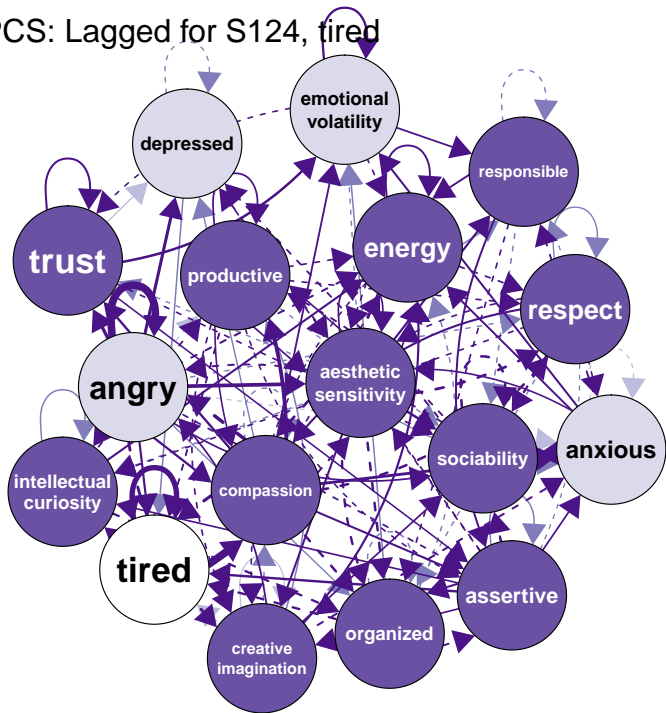 PCS: Lagged for S124, tired
emotional
volatility
depressed
responsible
trust
productive
energy
respect
angry
aesthetic
sensitivity
intellectual
curiosity
compassion
sociability
anxious
tired
assertive
creative
imagination
organized